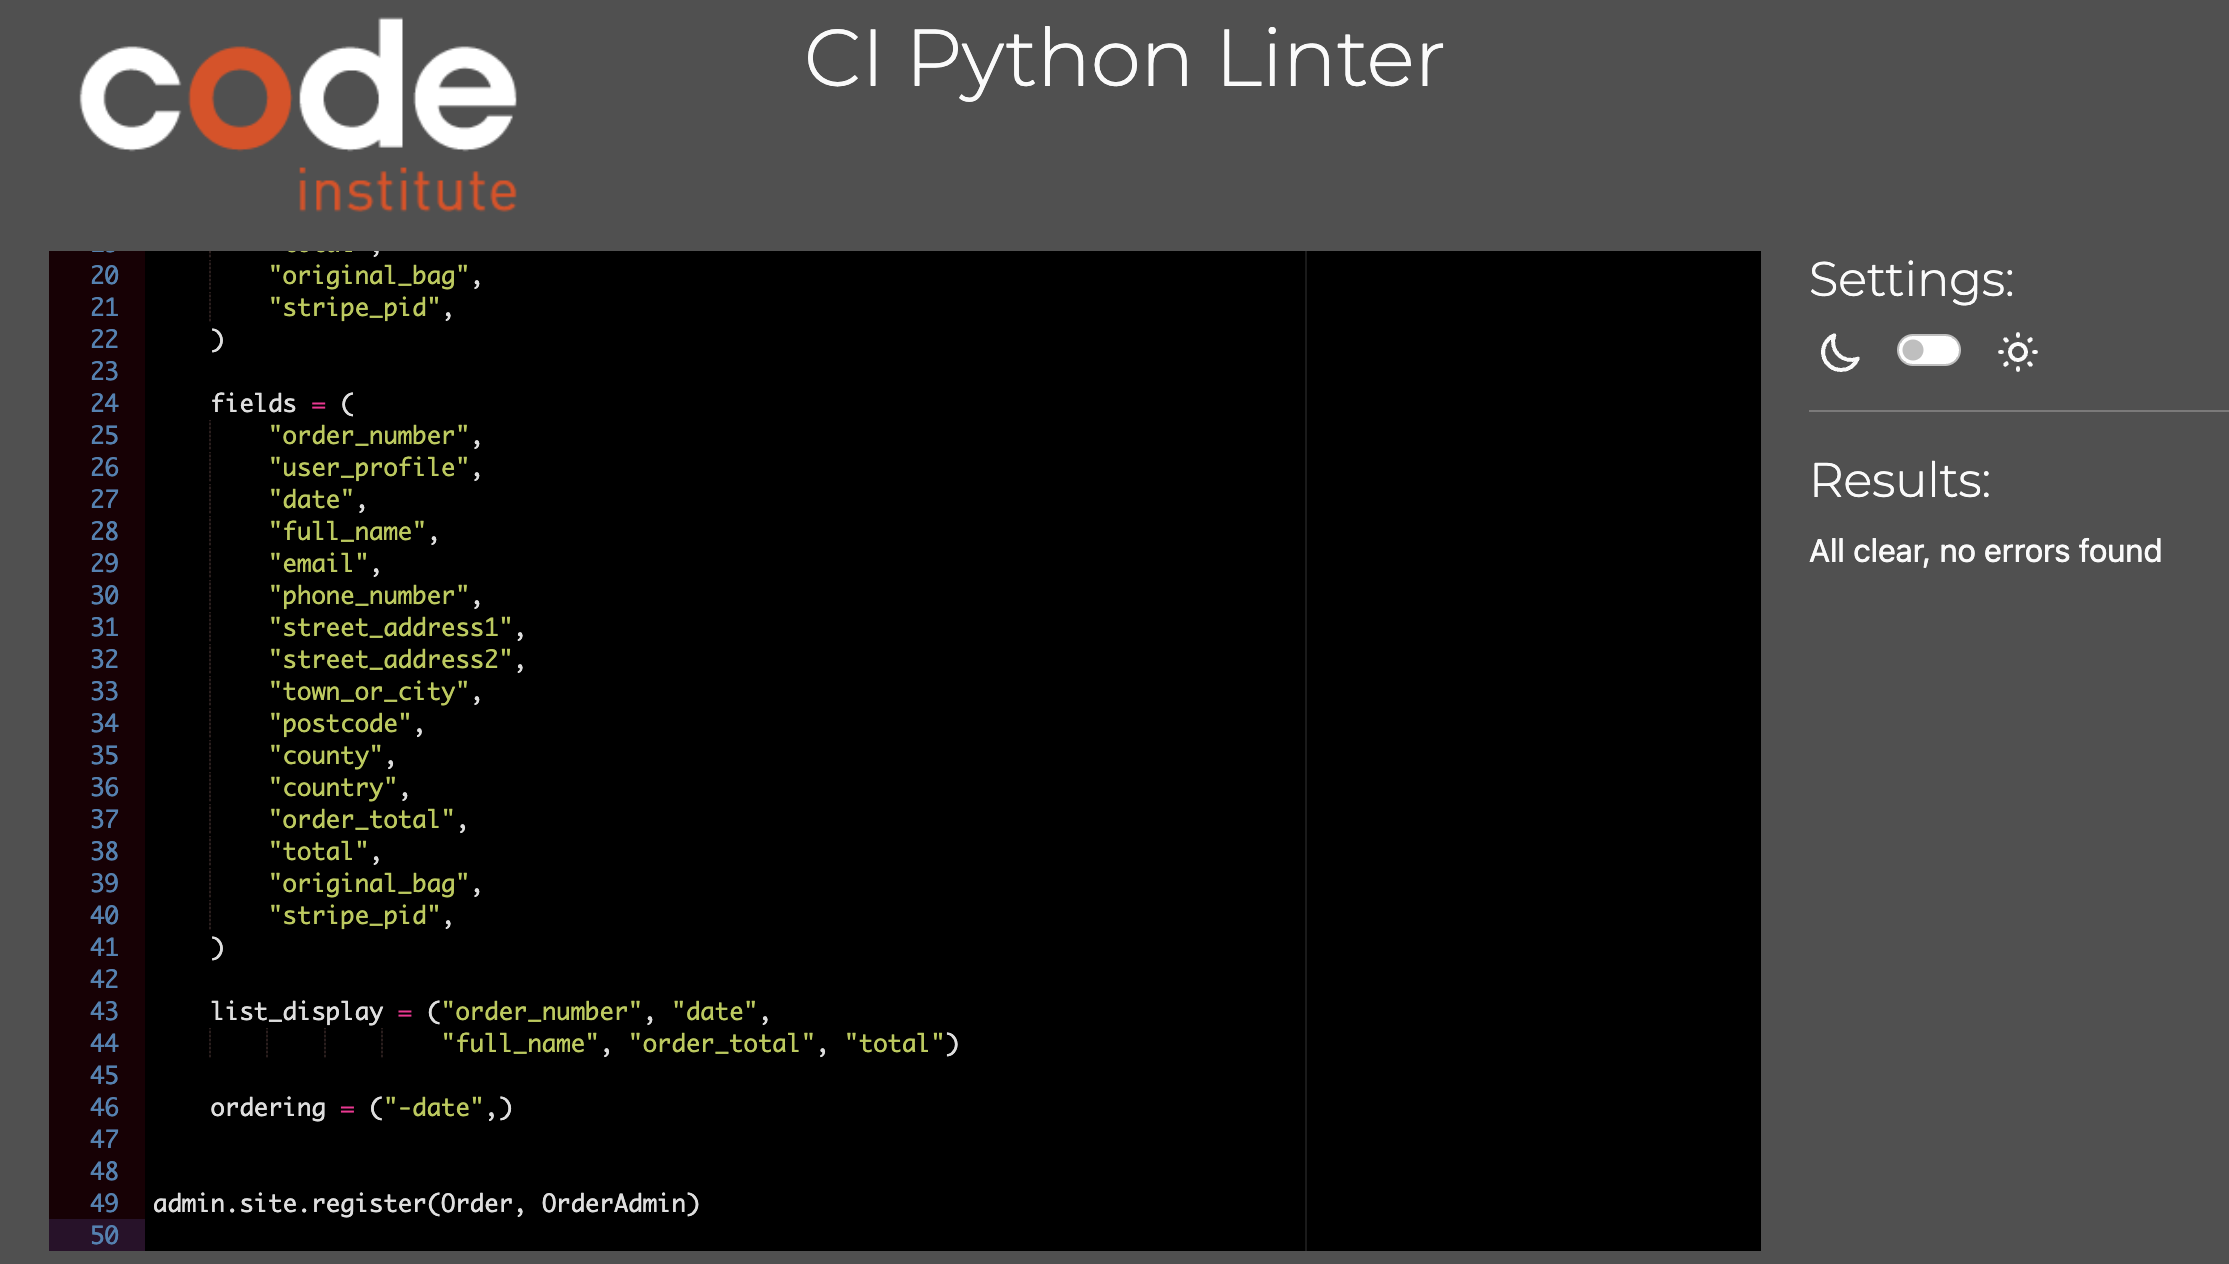 code
institute
CI Python Linter
20 "original_bag",
21 "stripe_pid",
22 )
23
24 fields = (
25 "order_number",
26 "user_profile",
27 "date",
28 "full_name",
29 "email",
30 "phone_number",
31 "street_address1",
32 "street_address2",
33 "town_or_city",
34 "postcode",
35 "county",
36 "country",
37 "order_total",
38 "total",
39 "original_bag",
40 "stripe_pid",
41 )
42
43 list_display = ("order_number", "date",
44 "full_name", "order_total", "total")
45
46 ordering = ("-date",)
47
48
49 admin.site.register(Order, OrderAdmin)
50
Settings:
Results:
All clear, no errors found